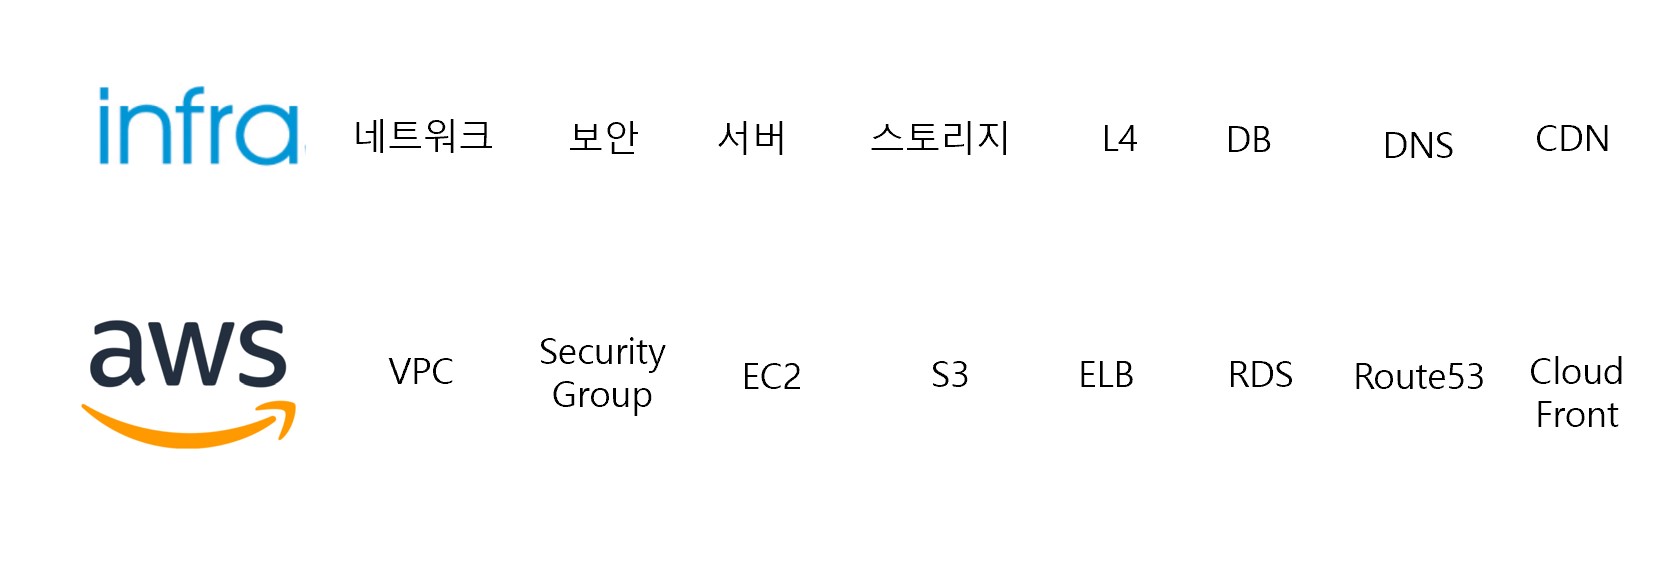 infra 네트워크 보안 서버 스토리지 L4 DB DNS CDN
aws VPC Security Group EC2 S3 ELB RDS Route53 Cloud Front